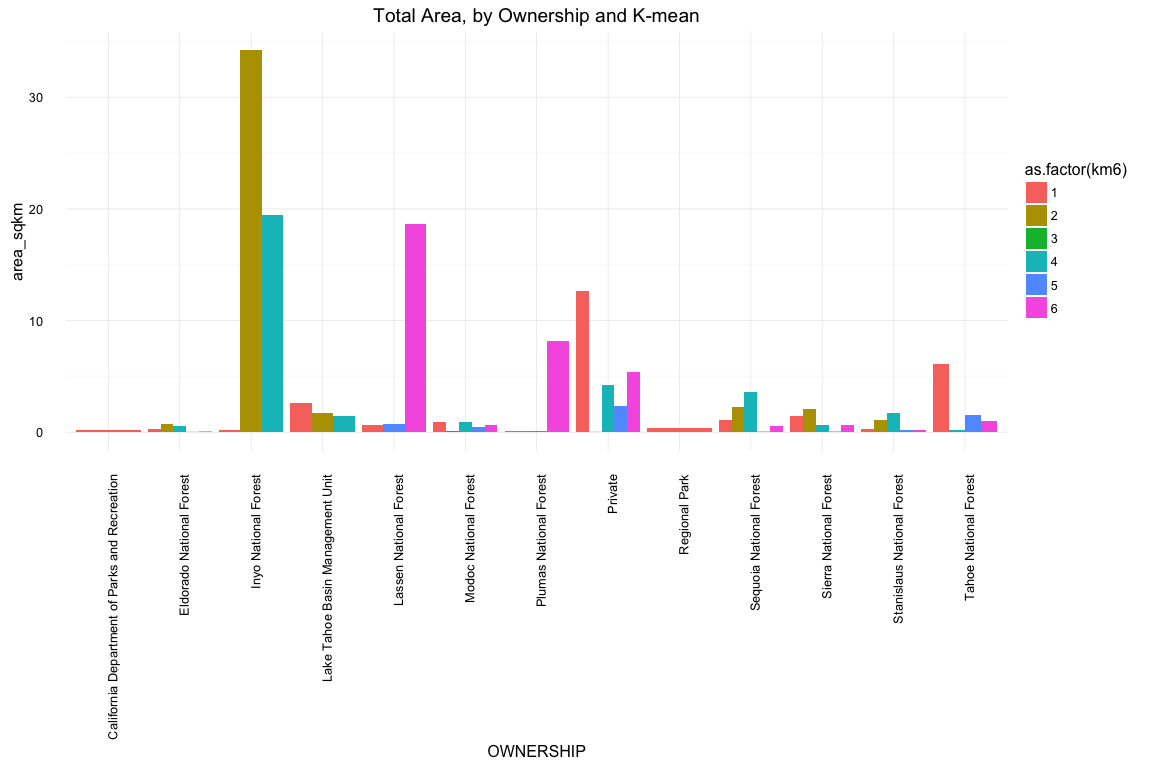 Total Area, by Ownership and K-mean
area_sqkm
30
20
10
0
as.factor(km6)
1
2
3
4
5
6
California Department of Parks and Recreation
Eldorado National Forest
Inyo National Forest
Lake Tahoe Basin Management Unit
Lassen National Forest
Modoc National Forest
Plumas National Forest
Private
Regional Park
Sequoia National Forest
Sierra National Forest
Stanislaus National Forest
Tahoe National Forest
OWNERSHIP